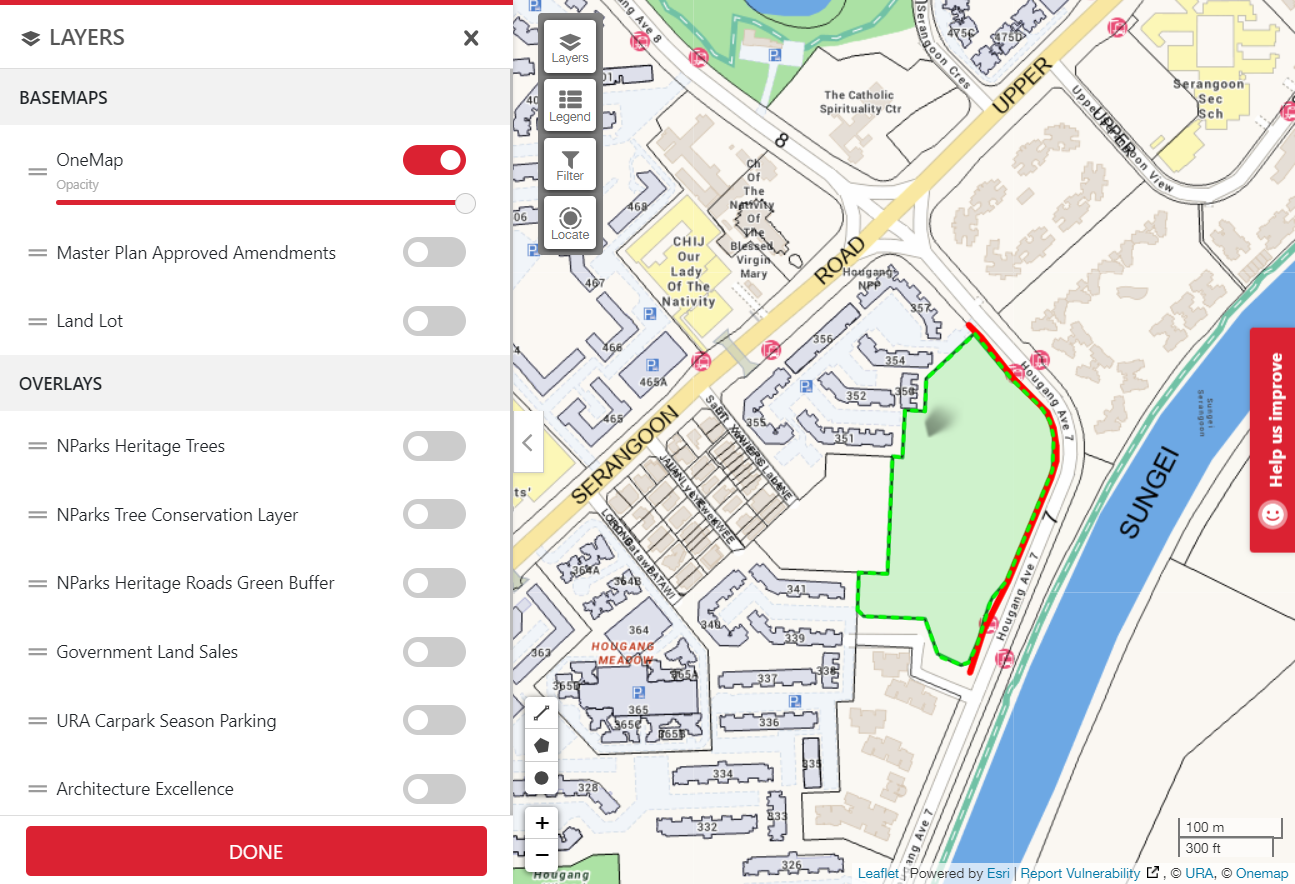 LAYERS
BASEMAPS
OneMap
Opacity
Master Plan Approved Amendments
Land Lot
OVERLAYS
NParks Heritage Trees
NParks Tree Conservation Layer
NParks Heritage Roads Green Buffer
Government Land Sales
URA Carpark Season Parking
Architecture Excellence
DONE
Layers
Legend
Filter
Locate
Help us improve
Hougang Ave 8
8
Serangoon Cres
475C
475D
UPPER
The Catholic
Spirituality Ctr
Serangoon
Sec
Sch
UPPER
Upper Serangoon View
Ch
Of
The
Nativity
Of
The
Blessed
Virgin
Mary
CHIJ
Our
Lady
Of The
Nativity
468
467
466
465A
465
ROAD
Hougang
NPP
357
356
354
350
352
355
351
SERANGOON
Hougang Ave 7
7
Hougang Ave 7
SUNGEI
Sungei
Serangoon
364A
364B
364
HOUGANG
MEADOW
363
365A
365D
365
365C
365B
341
340
339
338
337
336
335
334
333
332
328
326
Hougang
100 m
300 ft
Leaflet | Powered by Esri | Report Vulnerability , © URA, © Onemap